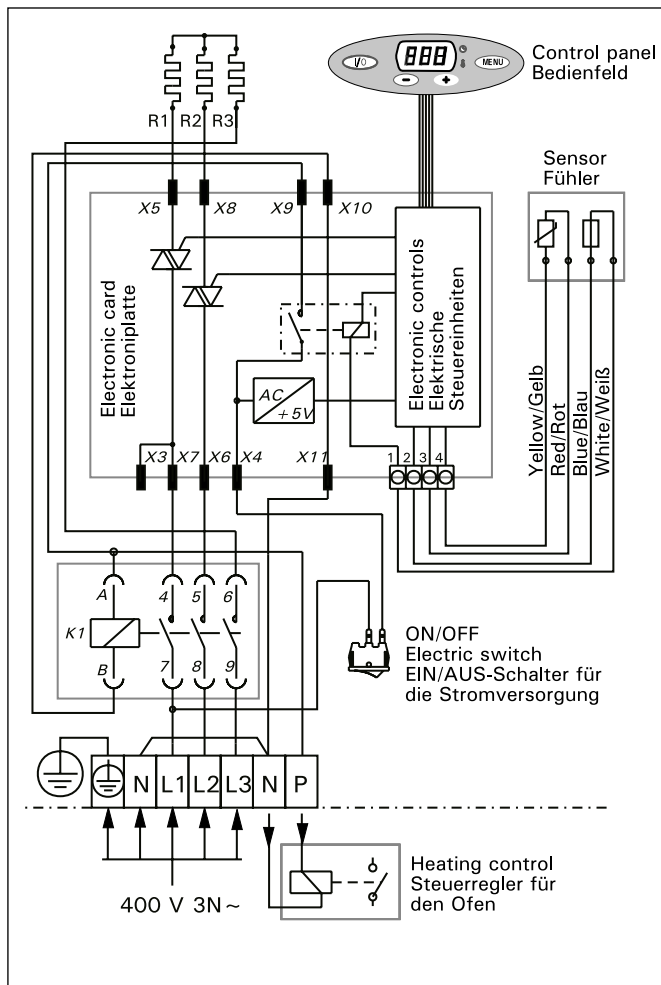 I/O
888
MENU
−
+
Control panel
Bedienfeld
R1 R2 R3
Sensor
Fühler
X5 X8 X9 X10
Electronic card
Elektroniplatte
Electronic controls
Elektrische
Steuereinheiten
AC
+5V
Yellow/Gelb
Red/Rot
Blue/Blau
White/Weiß
X3 X7 X6 X4 X11
1 2 3 4
A 4 5 6
K1
B 7 8 9
ON/OFF
Electric switch
EIN/AUS-Schalter für
die Stromversorgung
N L1 L2 L3 N P
400 V 3N~
Heating control
Steuerregler für
den Ofen